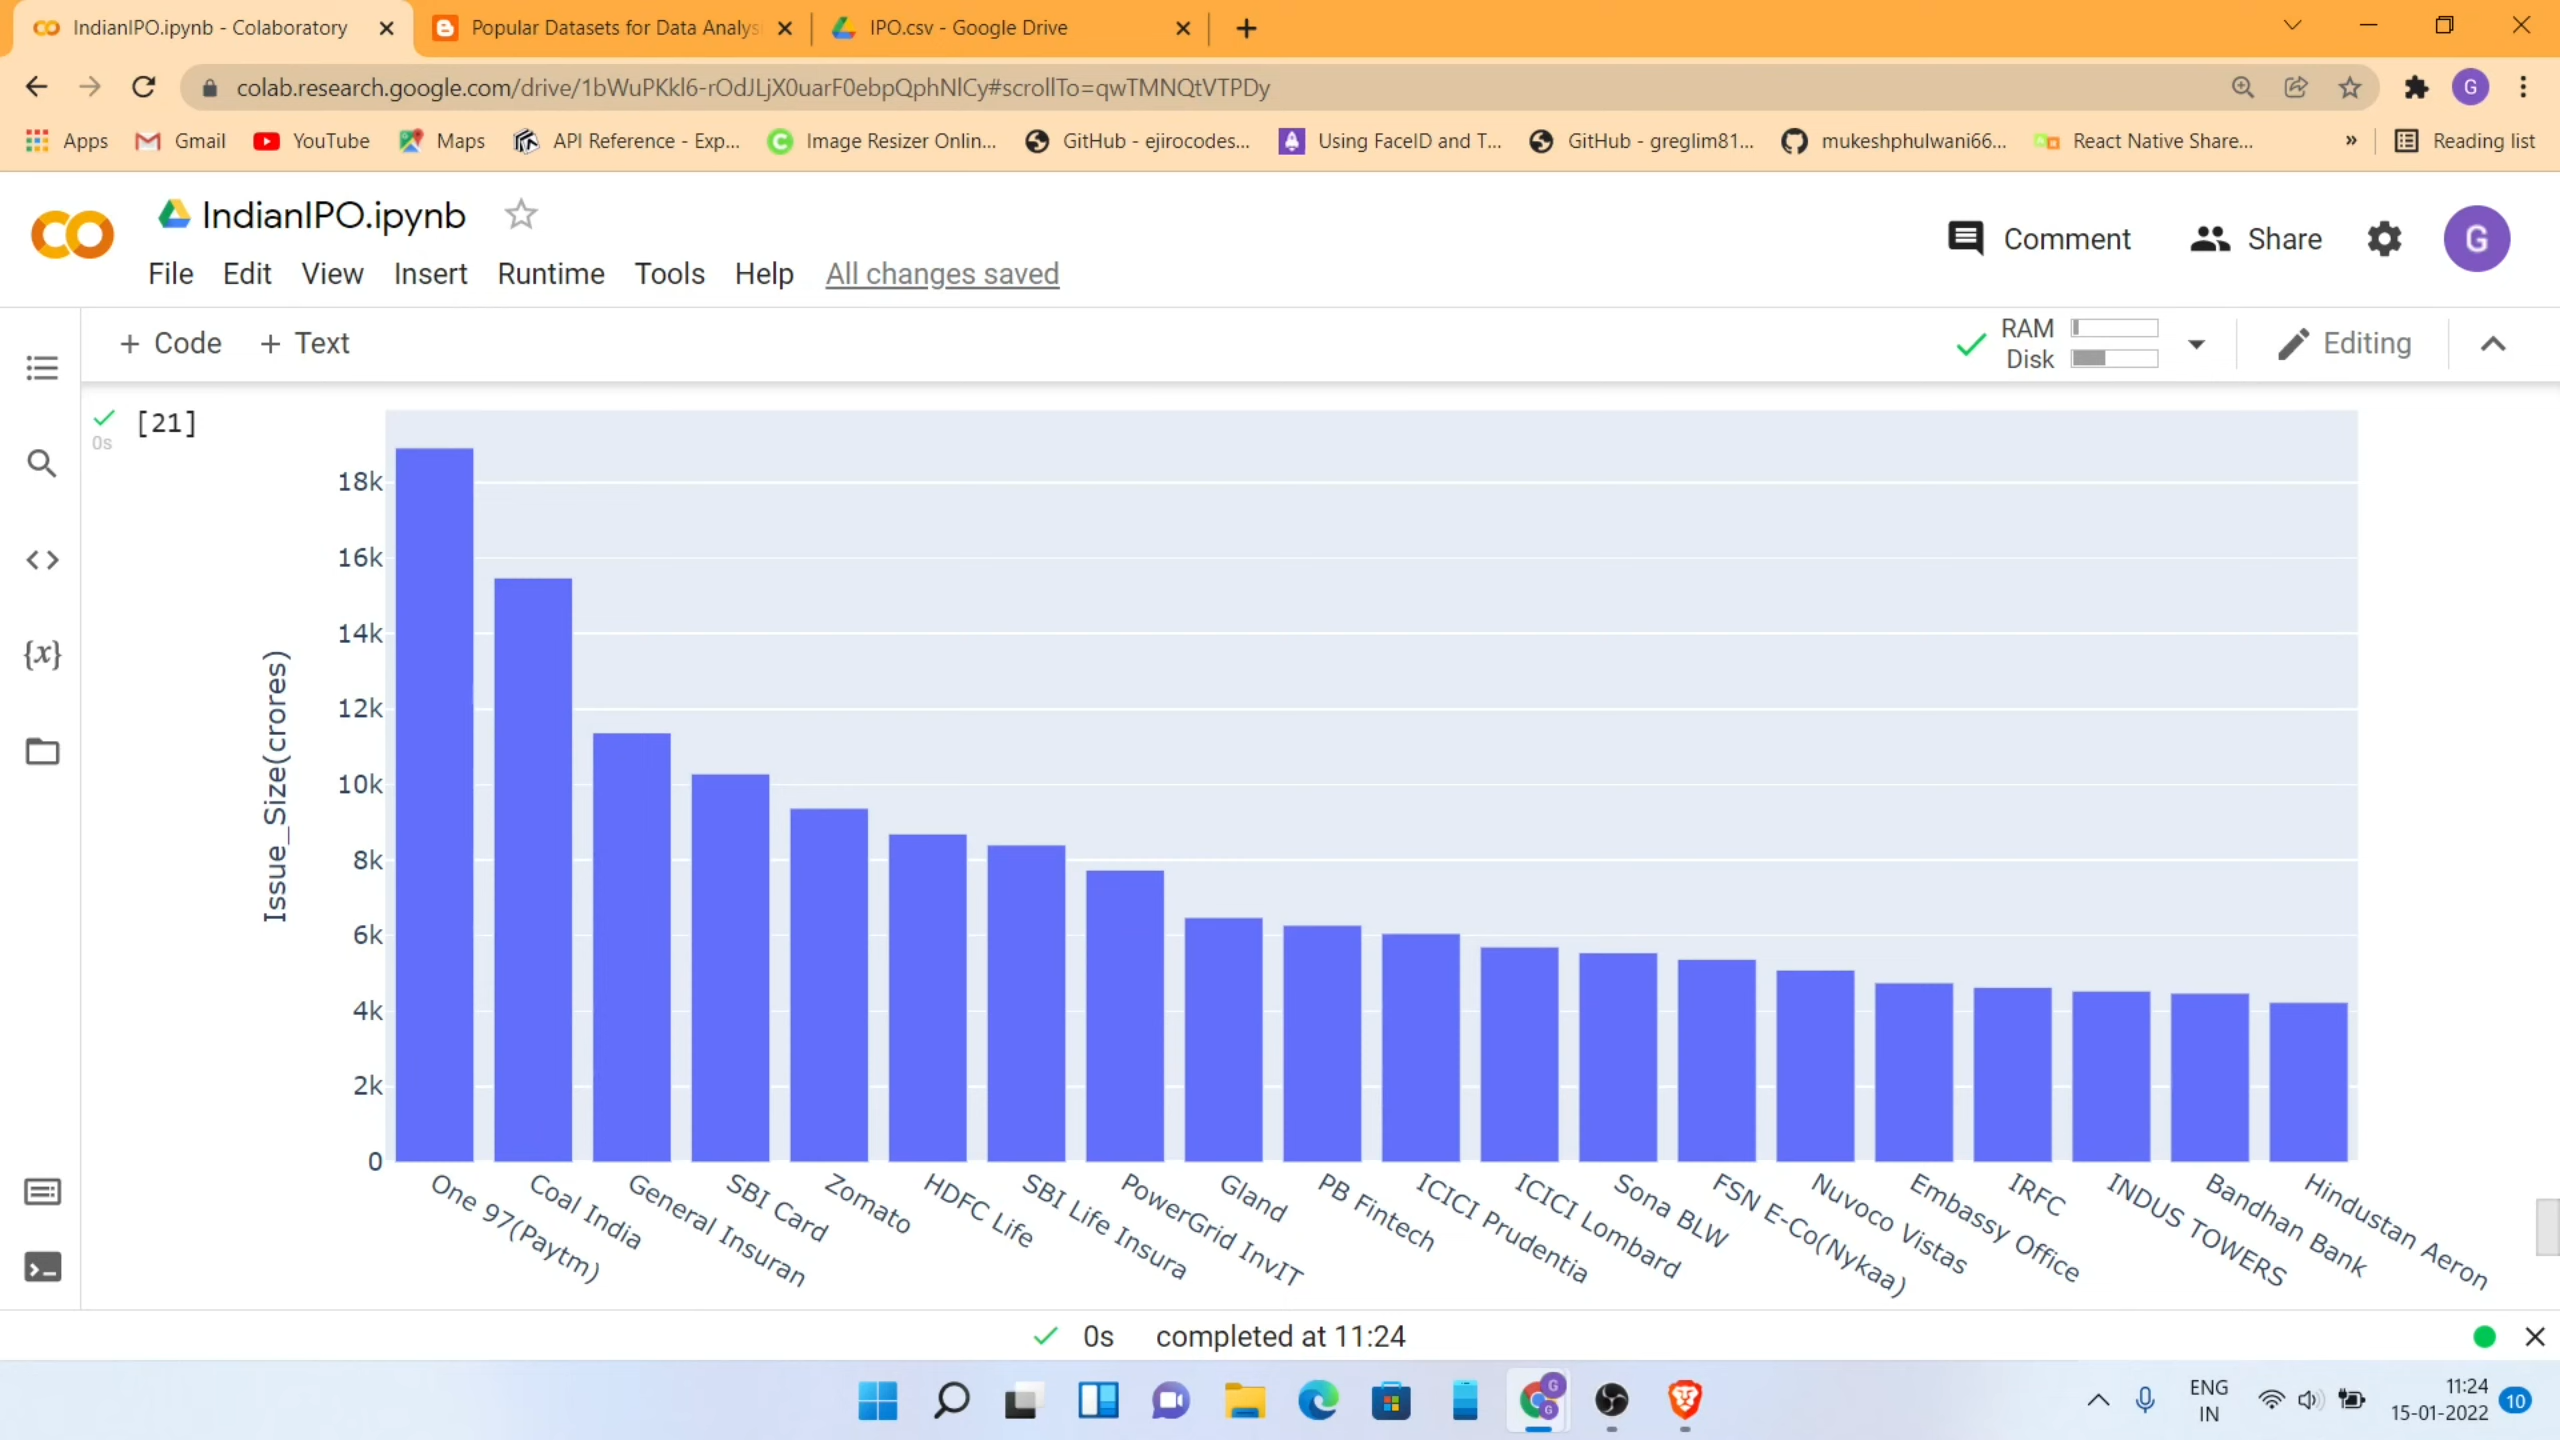 IndianIPO.ipynb - Colaboratory
Popular Datasets for Data Analys
IPO.csv - Google Drive
colab.research.google.com/drive/1bWuPKkl6-rOdJLjX0uarF0ebpQphNlCy#scrollTo=qwTMNQtVTPDy
G
Apps
Gmail
YouTube
Maps
API Reference - Exp...
Image Resizer Onlin...
GitHub - ejirocodes...
Using FaceID and T...
GitHub - greglim81...
mukeshphulwani66...
React Native Share...
»
Reading list
IndianIPO.ipynb
Comment
Share
G
File Edit View Insert Runtime Tools Help All changes saved
+ Code + Text
RAM
Disk
Editing
[21]
0s
{x}
Issue_Size(crores)
18k
16k
14k
12k
10k
8k
6k
4k
2k
0
One 97(Paytm)
Coal India
General Insuran
SBI Card
Zomato
HDFC Life
SBI Life Insura
PowerGrid InvIT
Gland
PB Fintech
ICICI Prudentia
ICICI Lombard
Sona BLW
FSN E-Co(Nykaa)
Nuvoco Vistas
Embassy Office
IRFC
INDUS TOWERS
Bandhan Bank
Hindustan Aeron
0s completed at 11:24
ENG
IN
11:24
15-01-2022
10